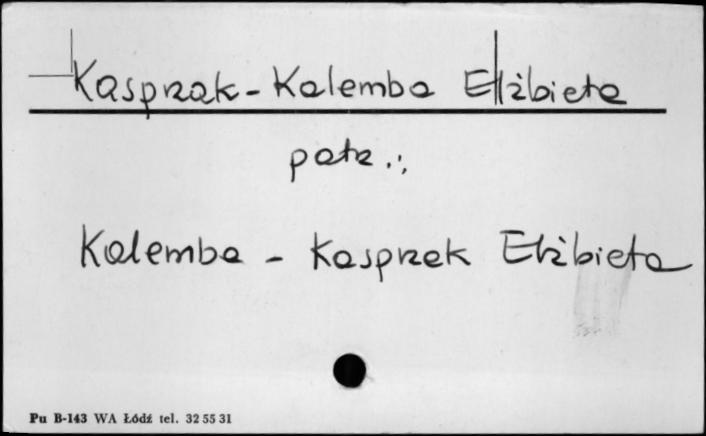 Kasprzak-Kalemba Elżbieta
patrz.:
Kalemba - Kasprzak Elżbieta
Pu B-143 WA Łódź tel. 32 55 31